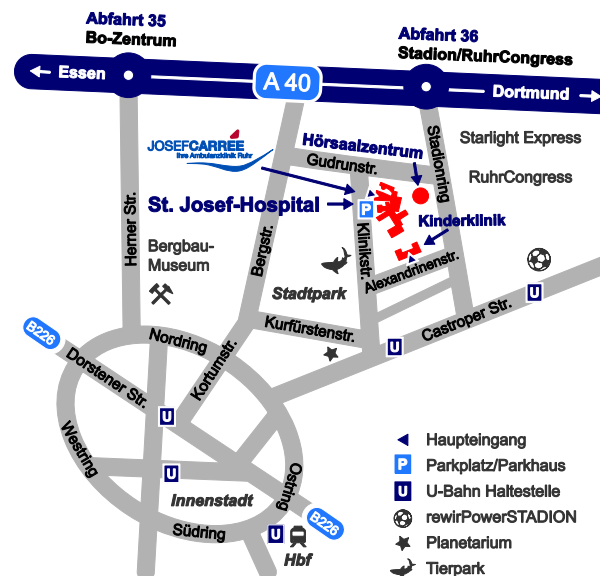 Abfahrt 35
Bo-Zentrum
Abfahrt 36
Stadion/RuhrCongress
Essen
A 40
Dortmund
JOSEFCARRÉE
Ihre Ambulanzklinik Ruhr
Hörsaalzentrum
Gudrunstr.
Stadionring
Starlight Express
RuhrCongress
St. Josef-Hospital
P
Kinderklinik
Herner Str.
Bergstr.
Klinikstr.
Bergbau-
Museum
Stadtpark
Alexandrinenstr.
U
Castroper Str.
Kurfürstenstr.
U
B226
Nordring
Dorstener Str.
Kortumstr.
U
Westring
U
Innenstadt
Ostring
B226
Südring
U
Hbf
Haupteingang
P Parkplatz/Parkhaus
U U-Bahn Haltestelle
rewirPowerSTADION
Planetarium
Tierpark